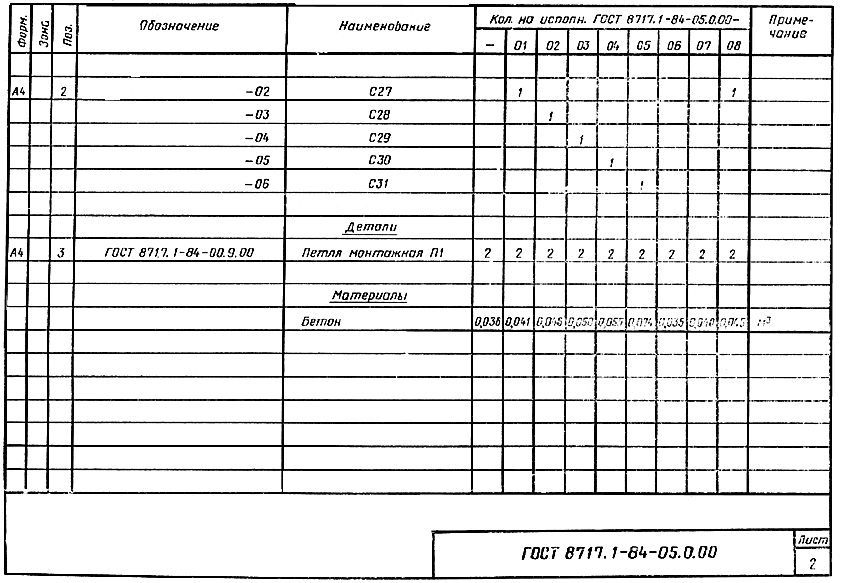 Форм. Зона Поз. Обозначение Наименование Кол. на исполн. ГОСТ 8717.1-84-05.0.00- Приме-
чание
- 01 02 03 04 05 06 07 08
А4 2 -02 С27 1 1
-03 С28 1
-04 С29 1
-05 С30 1
-06 С31 1
Детали
А4 3 ГОСТ 8717.1-84-00.9.00 Петля монтажная П1 2 2 2 2 2 2 2 2 2
Материалы
Бетон 0,036 0,041 м³
ГОСТ 8717.1-84-05.0.00
Лист
2